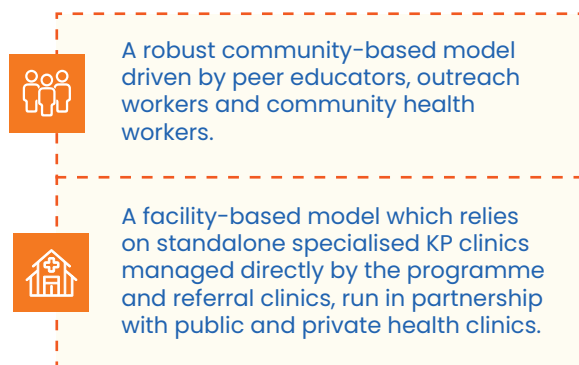 A robust community-based model
driven by peer educators, outreach
workers and community health
workers.
A facility-based model which relies
on standalone specialised KP clinics
managed directly by the programme
and referral clinics, run in partnership
with public and private health clinics.